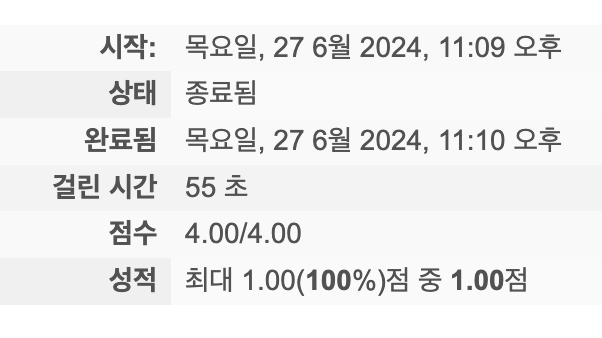 시작: 목요일, 27 6월 2024, 11:09 오후
상태 종료됨
완료됨 목요일, 27 6월 2024, 11:10 오후
걸린 시간 55 초
점수 4.00/4.00
성적 최대 1.00(100%)점 중 1.00점